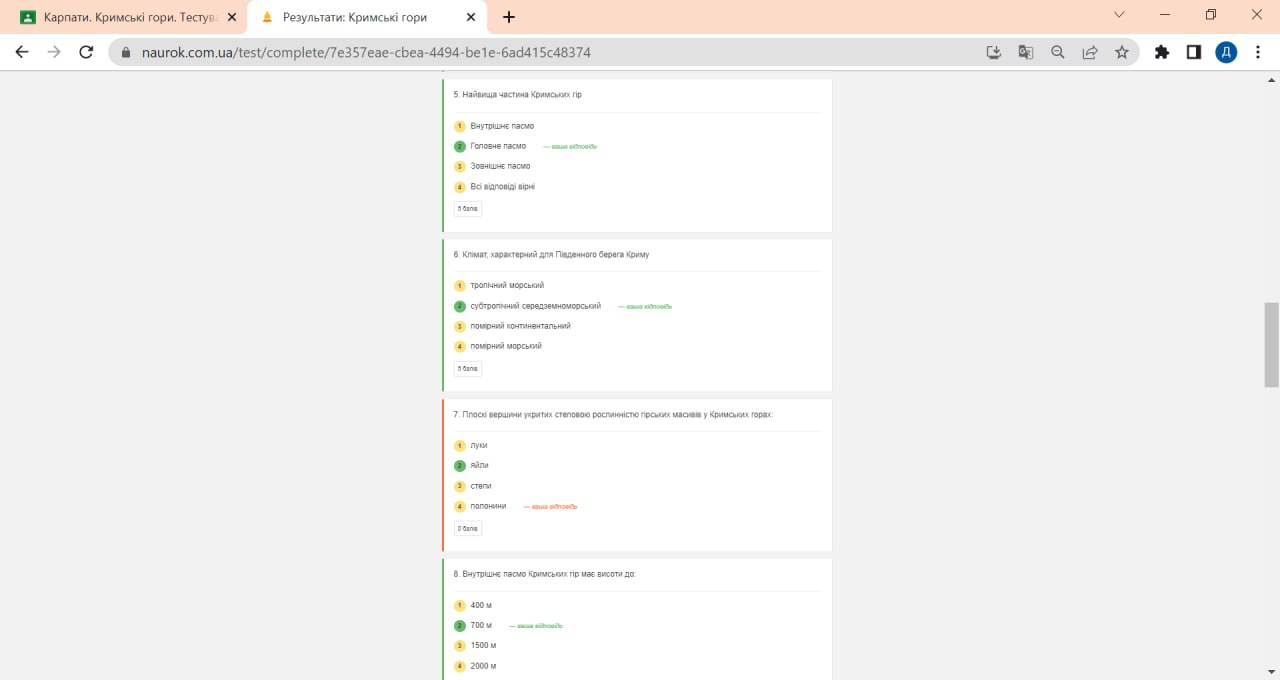 Карпати. Кримські гори. Тестува
Результати: Кримські гори
naurok.com.ua/test/complete/7e357eae-cbea-4494-be1e-6ad415c48374
Д
5. Найвища частина Кримських гір
1 Внутрішнє пасмо
2 Головне пасмо — ваша відповідь
3 Зовнішнє пасмо
4 Всі відповіді вірні
5 балів
6. Клімат, характерний для Південного берега Криму
1 тропічний морський
2 субтропічний середземноморський — ваша відповідь
3 помірний континентальний
4 помірний морський
5 балів
7. Плоскі вершини укритих степовою рослинністю гірських масивів у Кримських горах:
1 луки
2 яйли
3 степи
4 полонини — ваша відповідь
0 балів
8. Внутрішнє пасмо Кримських гір має висоти до:
1 400 м
2 700 м — ваша відповідь
3 1500 м
4 2000 м